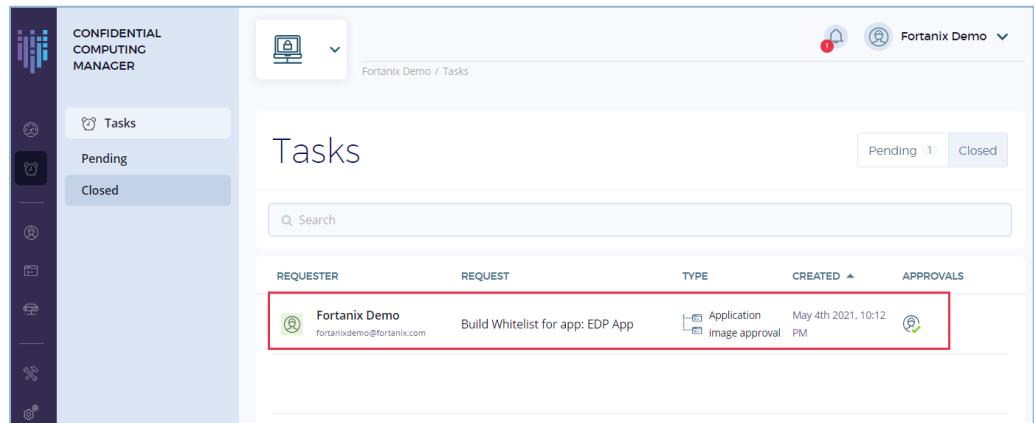 CONFIDENTIAL
COMPUTING
MANAGER
Tasks
Pending
Closed
1
Fortanix Demo
Fortanix Demo / Tasks
Tasks
Pending 1 Closed
Search
REQUESTER REQUEST TYPE CREATED APPROVALS
Fortanix Demo
fortanixdemo@fortanix.com
Build Whitelist for app: EDP App
Application
image approval
May 4th 2021, 10:12
PM